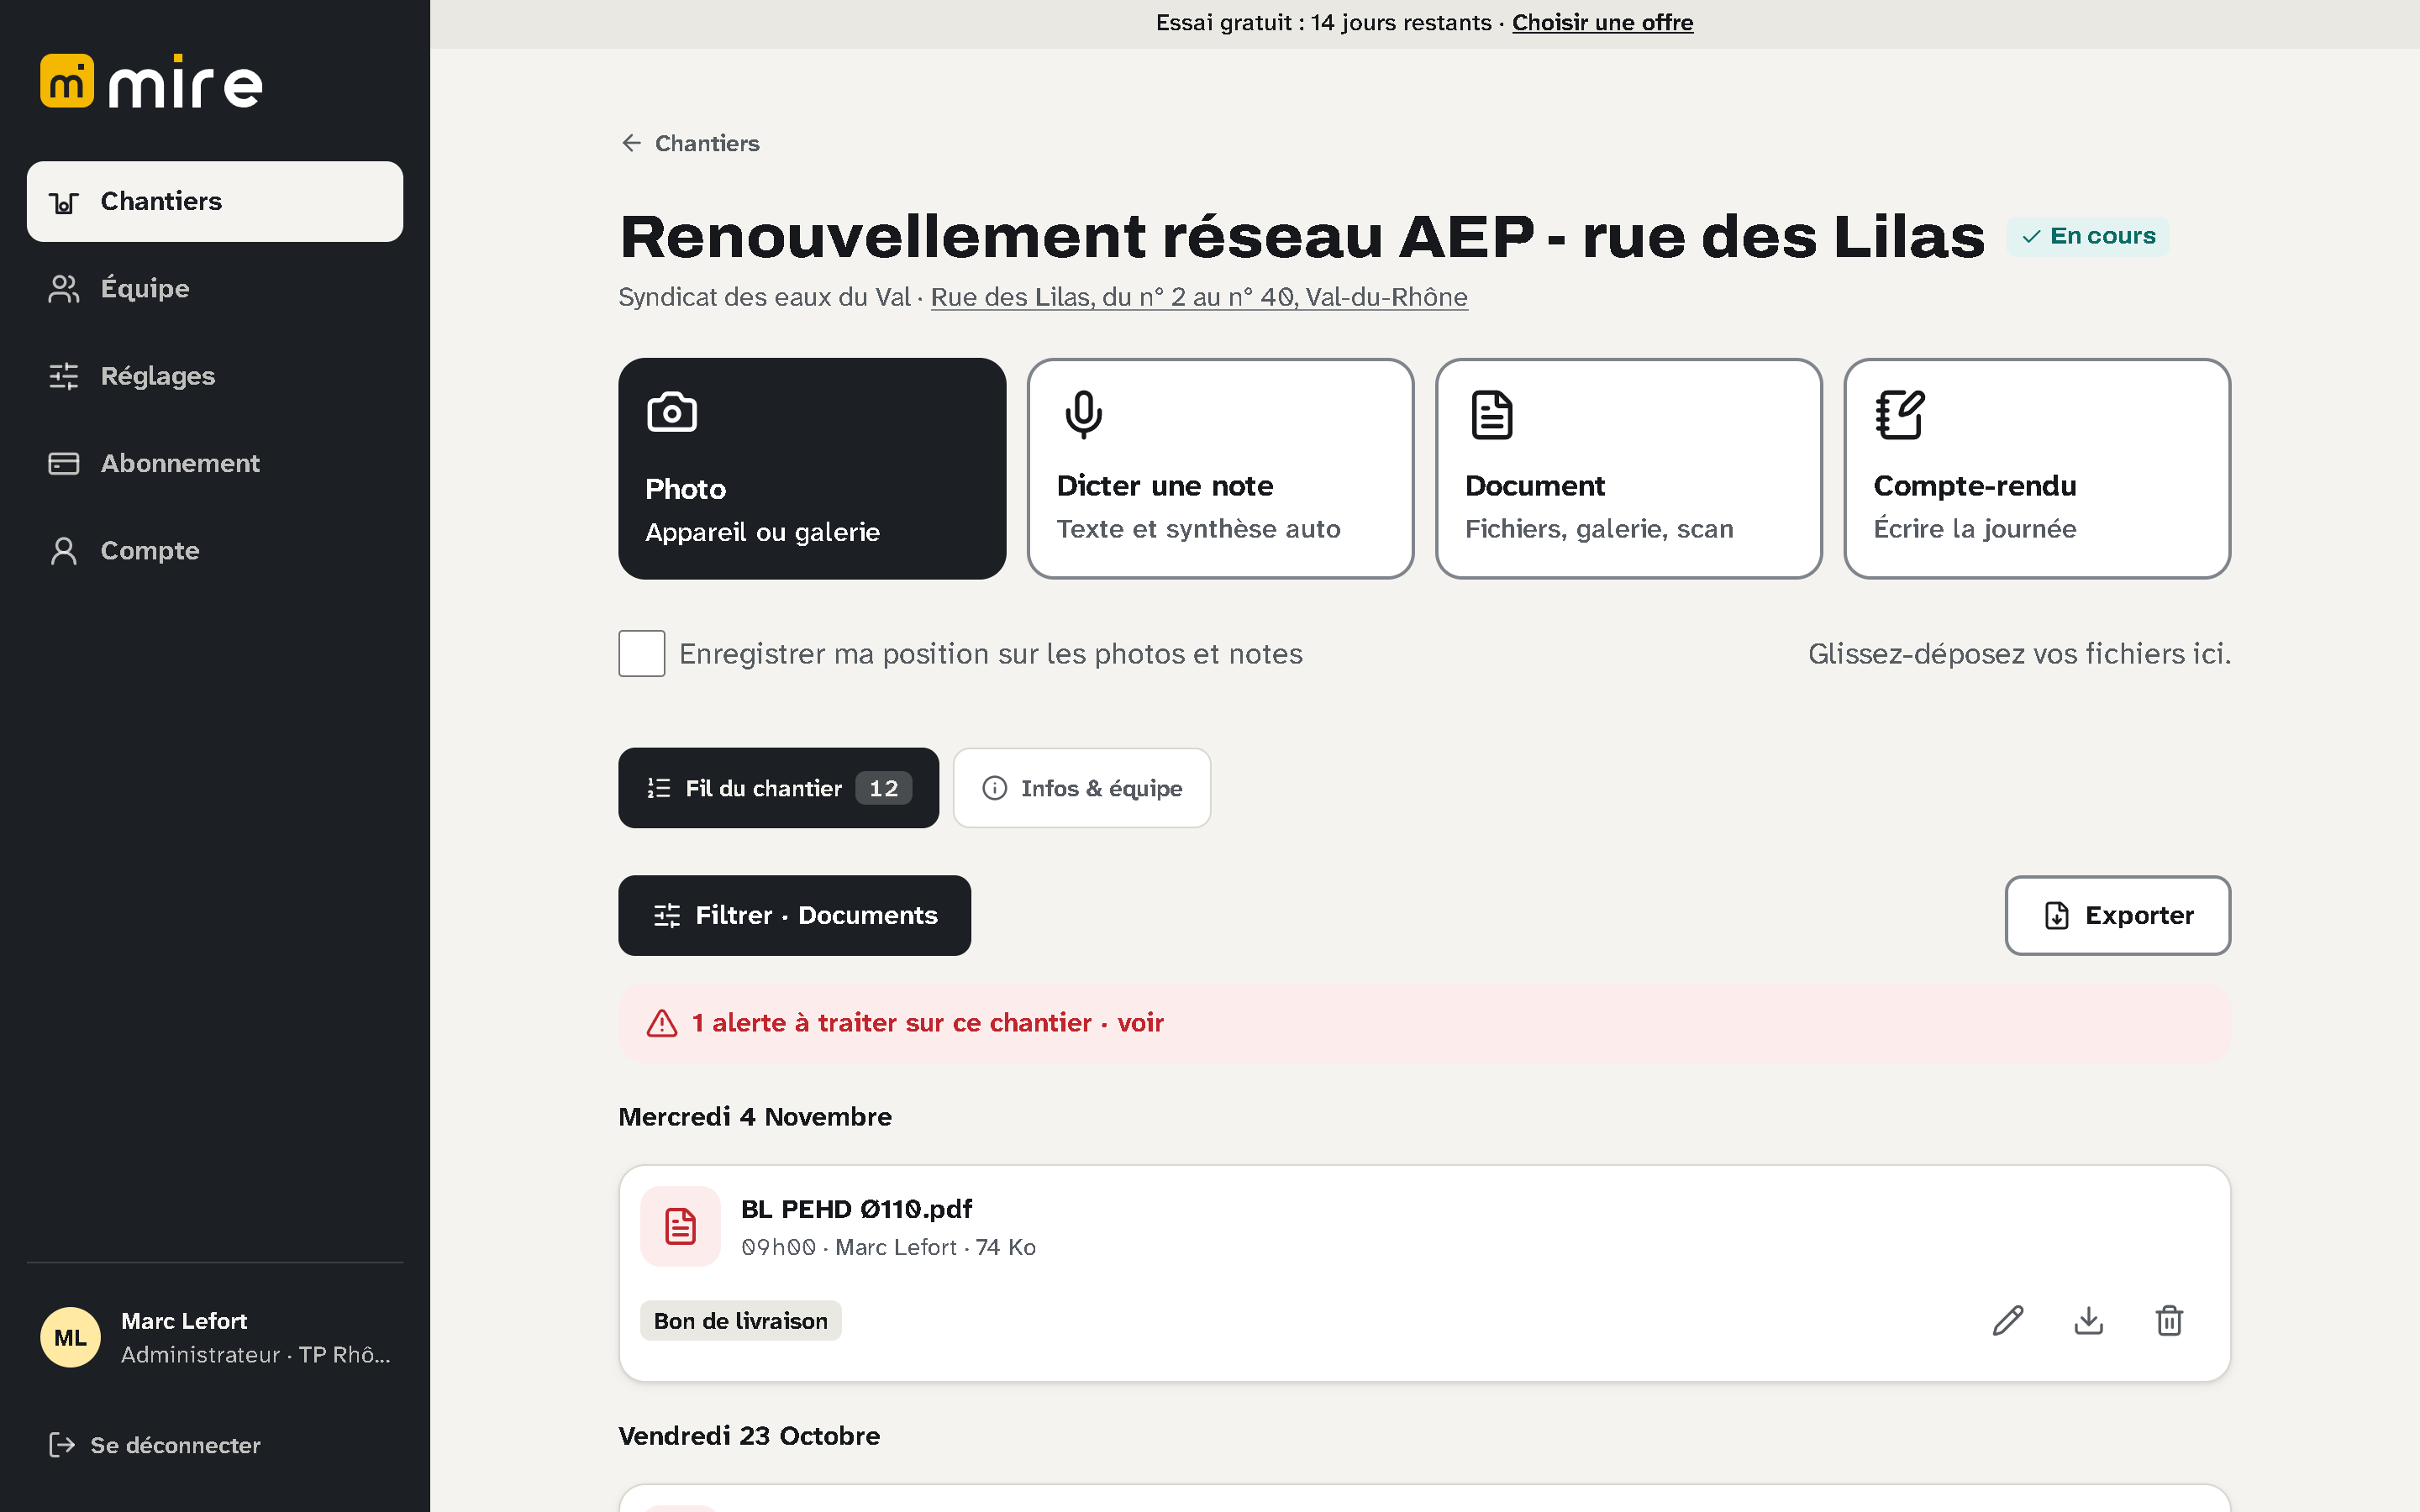 Essai gratuit : 14 jours restants · Choisir une offre
mire
Chantiers
Équipe
Réglages
Abonnement
Compte
ML
Marc Lefort
Administrateur · TP Rhô...
Se déconnecter
Chantiers
Renouvellement réseau AEP - rue des Lilas
En cours
Syndicat des eaux du Val · Rue des Lilas, du n° 2 au n° 40, Val-du-Rhône
Photo
Appareil ou galerie
Dicter une note
Texte et synthèse auto
Document
Fichiers, galerie, scan
Compte-rendu
Écrire la journée
Enregistrer ma position sur les photos et notes
Glissez-déposez vos fichiers ici.
Fil du chantier 12
Infos & équipe
Filtrer · Documents
Exporter
1 alerte à traiter sur ce chantier · voir
Mercredi 4 Novembre
BL PEHD Ø110.pdf
09h00 · Marc Lefort · 74 Ko
Bon de livraison
Vendredi 23 Octobre